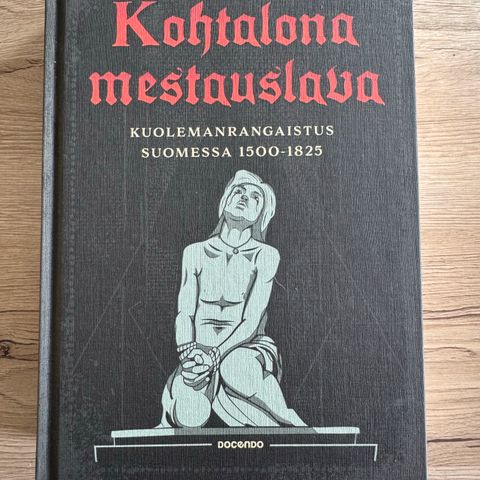 Kohtalona
mestauslava
KUOLEMANRANGAISTUS
SUOMESSA 1500-1825
DOCENDO